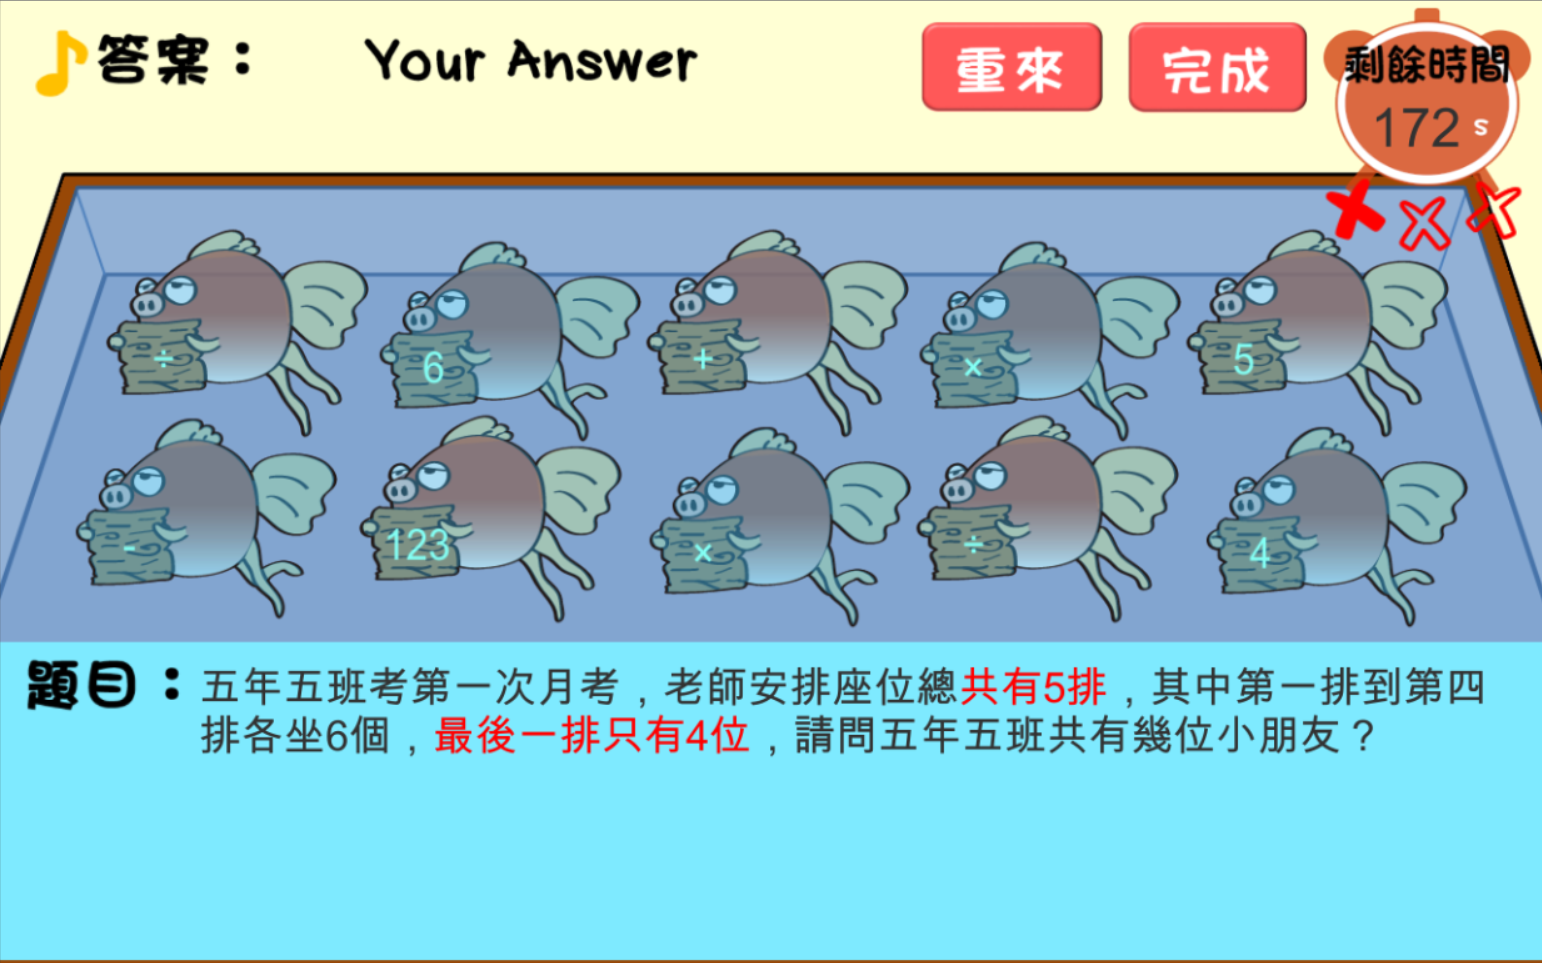 答案： Your Answer 重來 完成 剩餘時間
172 s
÷ 6 + × 5
- 123 × ÷ 4
題目：五年五班考第一次月考，老師安排座位總共有5排，其中第一排到第四
排各坐6個，最後一排只有4位，請問五年五班共有幾位小朋友？